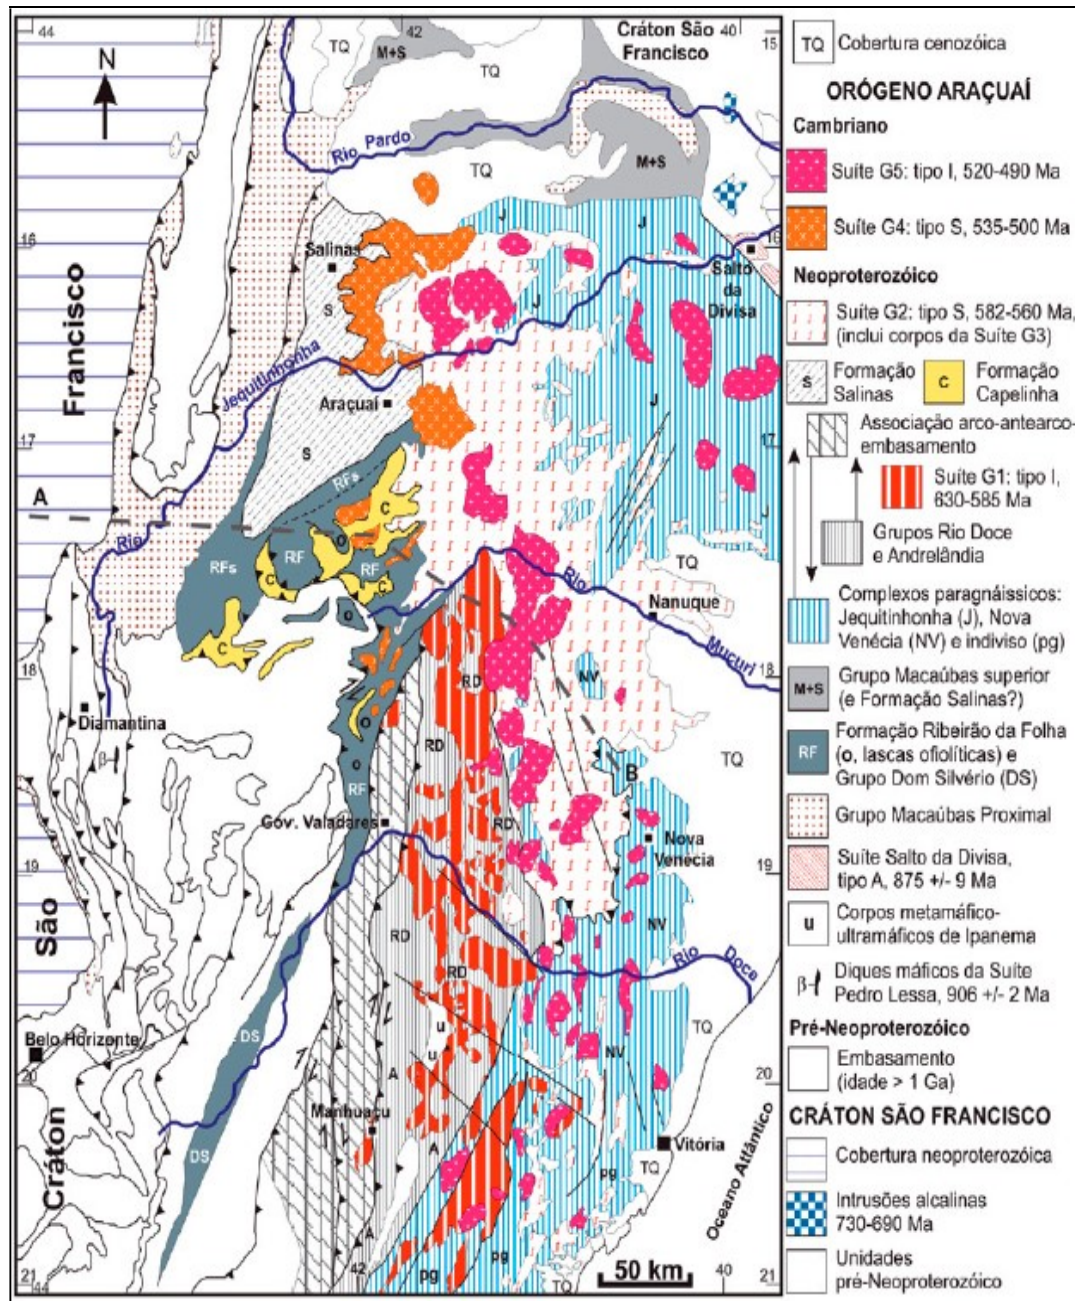 44
42
40
15
N
TQ
M+S
TQ
Cráton São
Francisco
TQ
Rio Pardo
TQ
M+S
16
Salinas
S
J
J
16
Salto
da
Divisa
Francisco
Jequitinhonha
Araçuaí
S
J
17
17
A
Rio
RFs
C
RFs
RF
O
RF
C
C
J
TQ
Nanuque
Rio
Mucuri
C
O
18
RD
NV
18
Diamantina
β
RD
O
RF
B
TQ
Gov. Valadares
RD
Nova
Venécia
19
19
São
RD
RD
NV
Rio
Doce
Belo Horizonte
DS
u
u
TQ
NV
20
A
20
Manhuaçu
A
Vitória
DS
pg
TQ
Cráton
Oceano Atlântico
A
pg
pg
50 km
21
44
42
TQ
40
21
TQ Cobertura cenozóica
ORÓGENO ARAÇUAÍ
Cambriano
Suíte G5: tipo I, 520-490 Ma
Suíte G4: tipo S, 535-500 Ma
Neoproterozóico
Suíte G2: tipo S, 582-560 Ma,
(inclui corpos da Suíte G3)
S Formação
Salinas
C Formação
Capelinha
Associação arco-antearco-
embasamento
Suíte G1: tipo I,
630-585 Ma
Grupos Rio Doce
e Andrelândia
Complexos paragnáissicos:
Jequitinhonha (J), Nova
Venécia (NV) e indiviso (pg)
M+S Grupo Macaúbas superior
(e Formação Salinas?)
RF Formação Ribeirão da Folha
(o, lascas ofiolíticas) e
Grupo Dom Silvério (DS)
Grupo Macaúbas Proximal
Suíte Salto da Divisa,
tipo A, 875 +/- 9 Ma
u Corpos metamáfico-
ultramáficos de Ipanema
β Diques máficos da Suíte
Pedro Lessa, 906 +/- 2 Ma
Pré-Neoproterozóico
Embasamento
(idade > 1 Ga)
CRÁTON SÃO FRANCISCO
Cobertura neoproterozóica
Intrusões alcalinas
730-690 Ma
Unidades
pré-Neoproterozóico